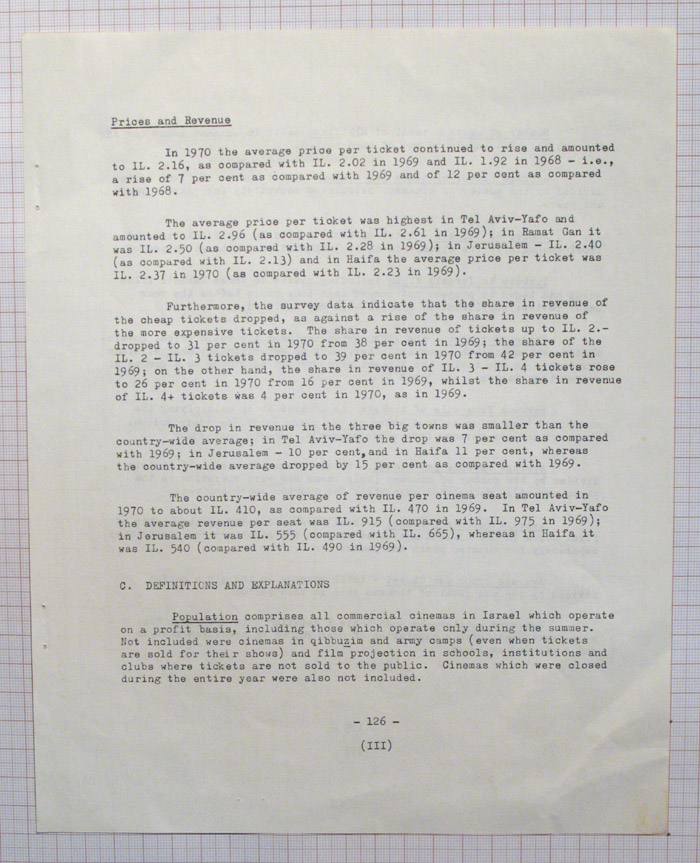 Prices and Revenue
In 1970 the average price per ticket continued to rise and amounted
to IL. 2.16, as compared with IL. 2.02 in 1969 and IL. 1.92 in 1968 - i.e.,
a rise of 7 per cent as compared with 1969 and of 12 per cent as compared
with 1968.
The average price per ticket was highest in Tel Aviv-Yafo and
amounted to IL. 2.96 (as compared with IL. 2.61 in 1969); in Ramat Gan it
was IL. 2.50 (as compared with IL. 2.28 in 1969); in Jerusalem - IL. 2.40
(as compared with IL. 2.13) and in Haifa the average price per ticket was
IL. 2.37 in 1970 (as compared with IL. 2.23 in 1969).
Furthermore, the survey data indicate that the share in revenue of
the cheap tickets dropped, as against a rise of the share in revenue of
the more expensive tickets. The share in revenue of tickets up to IL. 2.-
dropped to 31 per cent in 1970 from 38 per cent in 1969; the share of the
IL. 2 - IL. 3 tickets dropped to 39 per cent in 1970 from 42 per cent in
1969; on the other hand, the share in revenue of IL. 3 - IL. 4 tickets rose
to 26 per cent in 1970 from 16 per cent in 1969, whilst the share in revenue
of IL. 4+ tickets was 4 per cent in 1970, as in 1969.
The drop in revenue in the three big towns was smaller than the
country-wide average; in Tel Aviv-Yafo the drop was 7 per cent as compared
with 1969; in Jerusalem - 10 per cent, and in Haifa 11 per cent, whereas
the country-wide average dropped by 15 per cent as compared with 1969.
The country-wide average of revenue per cinema seat amounted in
1970 to about IL. 410, as compared with IL. 470 in 1969. In Tel Aviv-Yafo
the average revenue per seat was IL. 915 (compared with IL. 975 in 1969);
in Jerusalem it was IL. 555 (compared with IL. 665), whereas in Haifa it
was IL. 540 (compared with IL. 490 in 1969).
C. DEFINITIONS AND EXPLANATIONS
Population comprises all commercial cinemas in Israel which operate
on a profit basis, including those which operate only during the summer.
Not included were cinemas in qibbuzim and army camps (even when tickets
are sold for their shows) and film projection in schools, institutions and
clubs where tickets are not sold to the public. Cinemas which were closed
during the entire year were also not included.
- 126 -
(III)